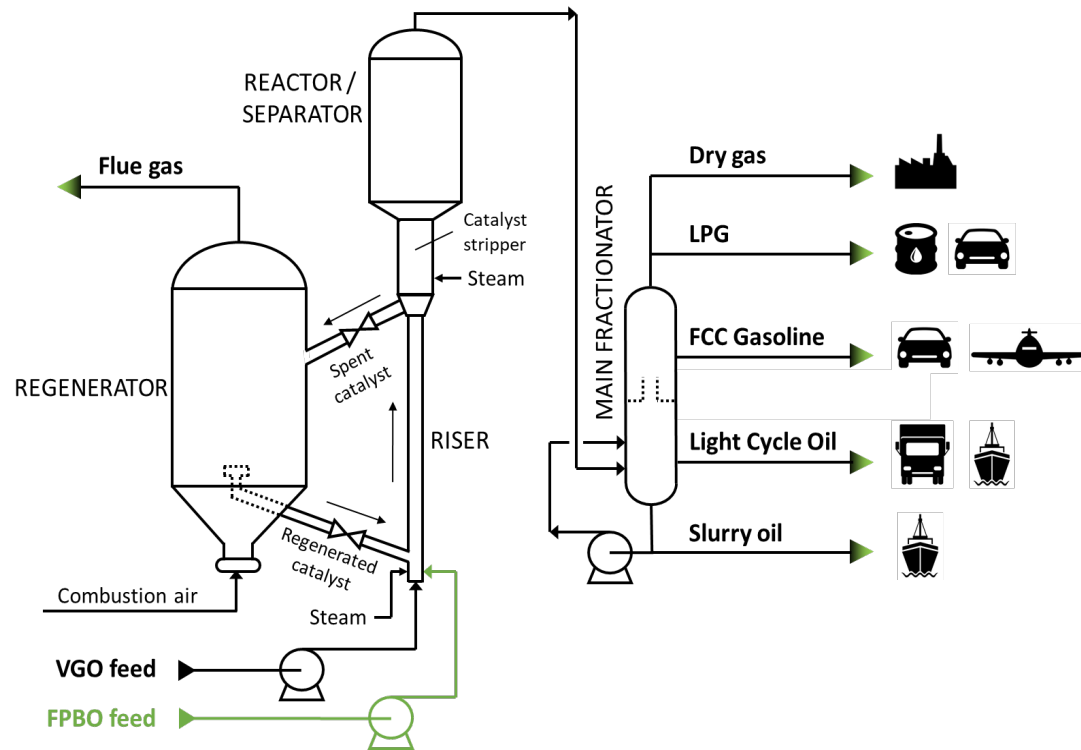 REACTOR /
SEPARATOR
Flue gas
Catalyst
stripper
Steam
REGENERATOR
Spent
catalyst
RISER
Regenerated
catalyst
Combustion air
Steam
VGO feed
FPBO feed
MAIN FRACTIONATOR
Dry gas
LPG
FCC Gasoline
Light Cycle Oil
Slurry oil